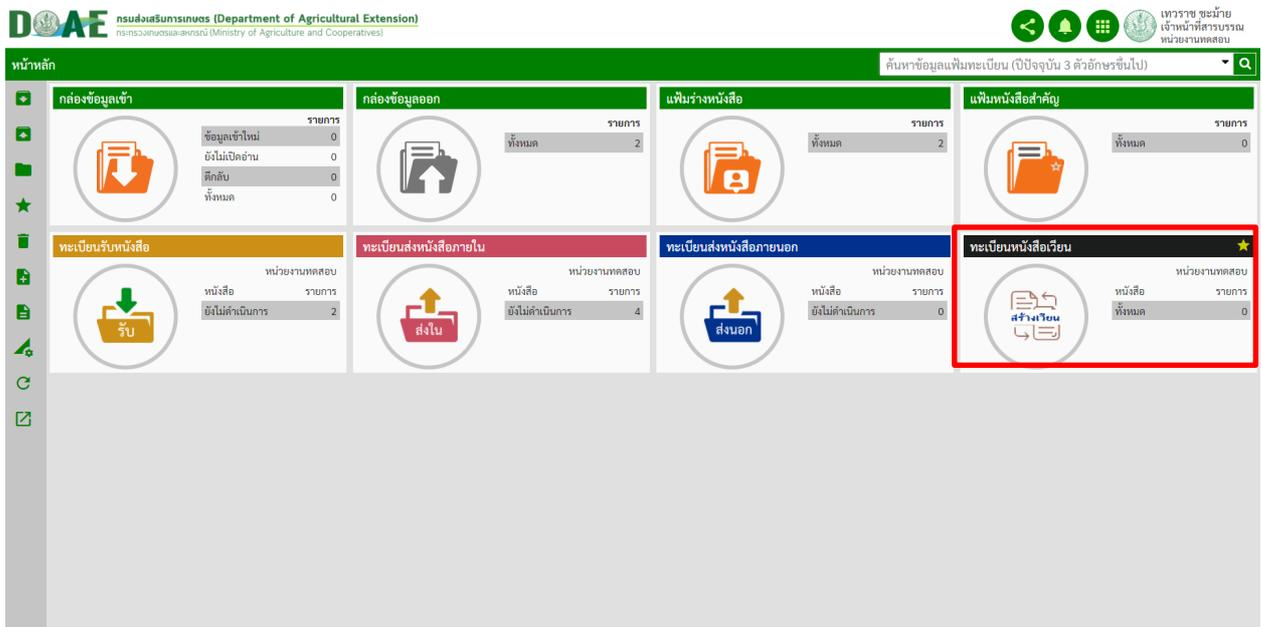 DOAE
กรมส่งเสริมการเกษตร (Department of Agricultural Extension)
กระทรวงเกษตรและสหกรณ์ (Ministry of Agriculture and Cooperatives)
เทวราช ชะม้าย
เจ้าหน้าที่สารบรรณ
หน่วยงานทดสอบ
หน้าหลัก
ค้นหาข้อมูลแฟ้มทะเบียน (ปีปัจจุบัน 3 ตัวอักษรขึ้นไป)
กล่องข้อมูลเข้า
รายการ
ข้อมูลเข้าใหม่ 0
ยังไม่เปิดอ่าน 0
ตีกลับ 0
ทั้งหมด 0
กล่องข้อมูลออก
รายการ
ทั้งหมด 2
แฟ้มร่างหนังสือ
รายการ
ทั้งหมด 2
แฟ้มหนังสือสำคัญ
รายการ
ทั้งหมด 0
ทะเบียนรับหนังสือ
หน่วยงานทดสอบ
หนังสือ รายการ
ยังไม่ดำเนินการ 2
รับ
ทะเบียนส่งหนังสือภายใน
หน่วยงานทดสอบ
หนังสือ รายการ
ยังไม่ดำเนินการ 4
ส่งใน
ทะเบียนส่งหนังสือภายนอก
หน่วยงานทดสอบ
หนังสือ รายการ
ยังไม่ดำเนินการ 0
ส่งนอก
ทะเบียนหนังสือเวียน
หน่วยงานทดสอบ
หนังสือ รายการ
ทั้งหมด 0
สร้างเวียน